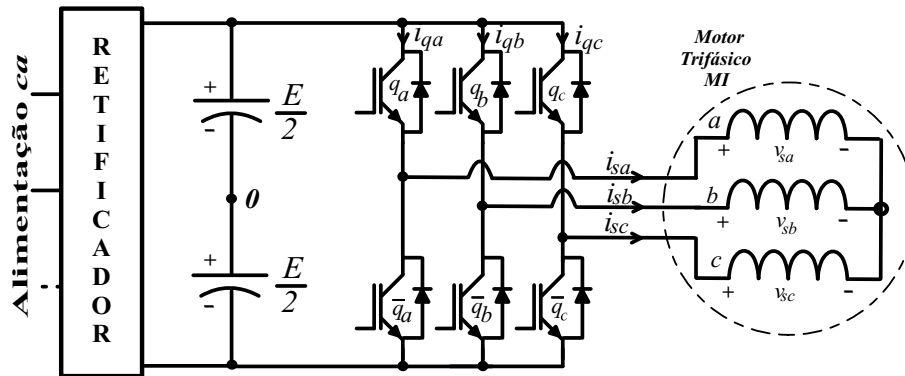 Alimentação ca
RETIFICADOR
+
E/2
-
0
+
E/2
-
i_qa
i_qb
i_qc
q_a
q_b
q_c
q̅_a
q̅_b
q̅_c
i_sa
i_sb
i_sc
Motor
Trifásico
MI
a
+ v_sa -
b
+ v_sb -
c
+ v_sc -